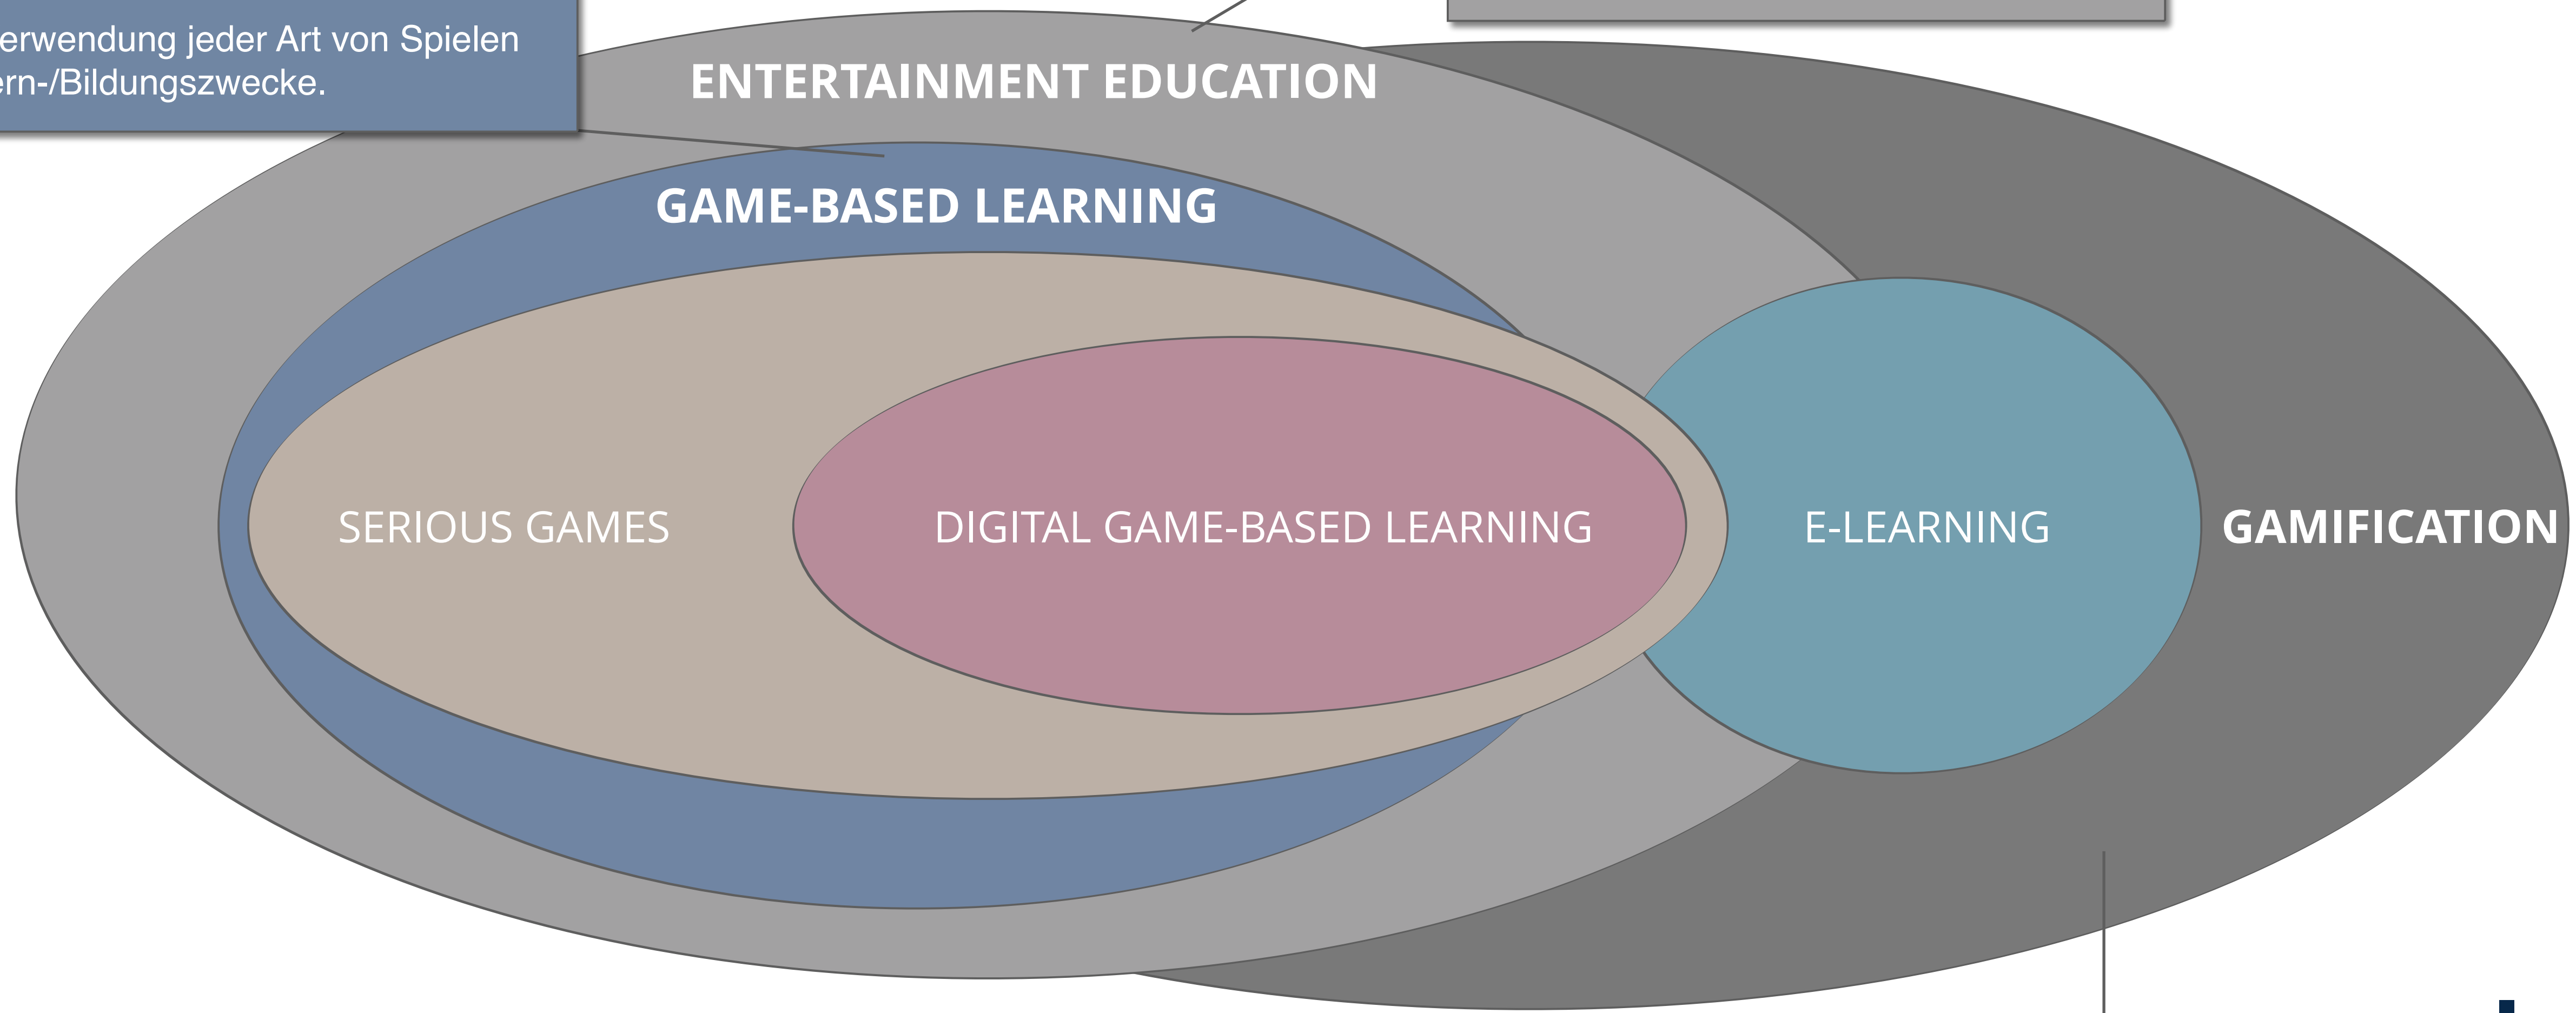 erwendung jeder Art von Spielen
ern-/Bildungszwecke.
ENTERTAINMENT EDUCATION
GAME-BASED LEARNING
SERIOUS GAMES
DIGITAL GAME-BASED LEARNING
E-LEARNING
GAMIFICATION